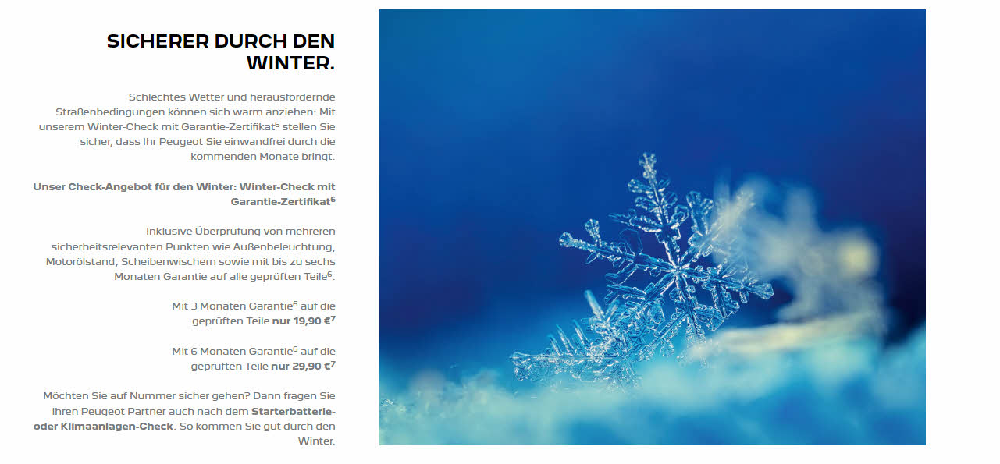 SICHERER DURCH DEN
WINTER.
Schlechtes Wetter und herausfordernde
Straßenbedingungen können sich warm anziehen: Mit
unserem Winter-Check mit Garantie-Zertifikat⁶ stellen Sie
sicher, dass Ihr Peugeot Sie einwandfrei durch die
kommenden Monate bringt.
Unser Check-Angebot für den Winter: Winter-Check mit
Garantie-Zertifikat⁶
Inklusive Überprüfung von mehreren
sicherheitsrelevanten Punkten wie Außenbeleuchtung,
Motorölstand, Scheibenwischern sowie mit bis zu sechs
Monaten Garantie auf alle geprüften Teile⁶.
Mit 3 Monaten Garantie⁶ auf die
geprüften Teile nur 19,90 €⁷
Mit 6 Monaten Garantie⁶ auf die
geprüften Teile nur 29,90 €⁷
Möchten Sie auf Nummer sicher gehen? Dann fragen Sie
Ihren Peugeot Partner auch nach dem Starterbatterie-
oder Klimaanlagen-Check. So kommen Sie gut durch den
Winter.